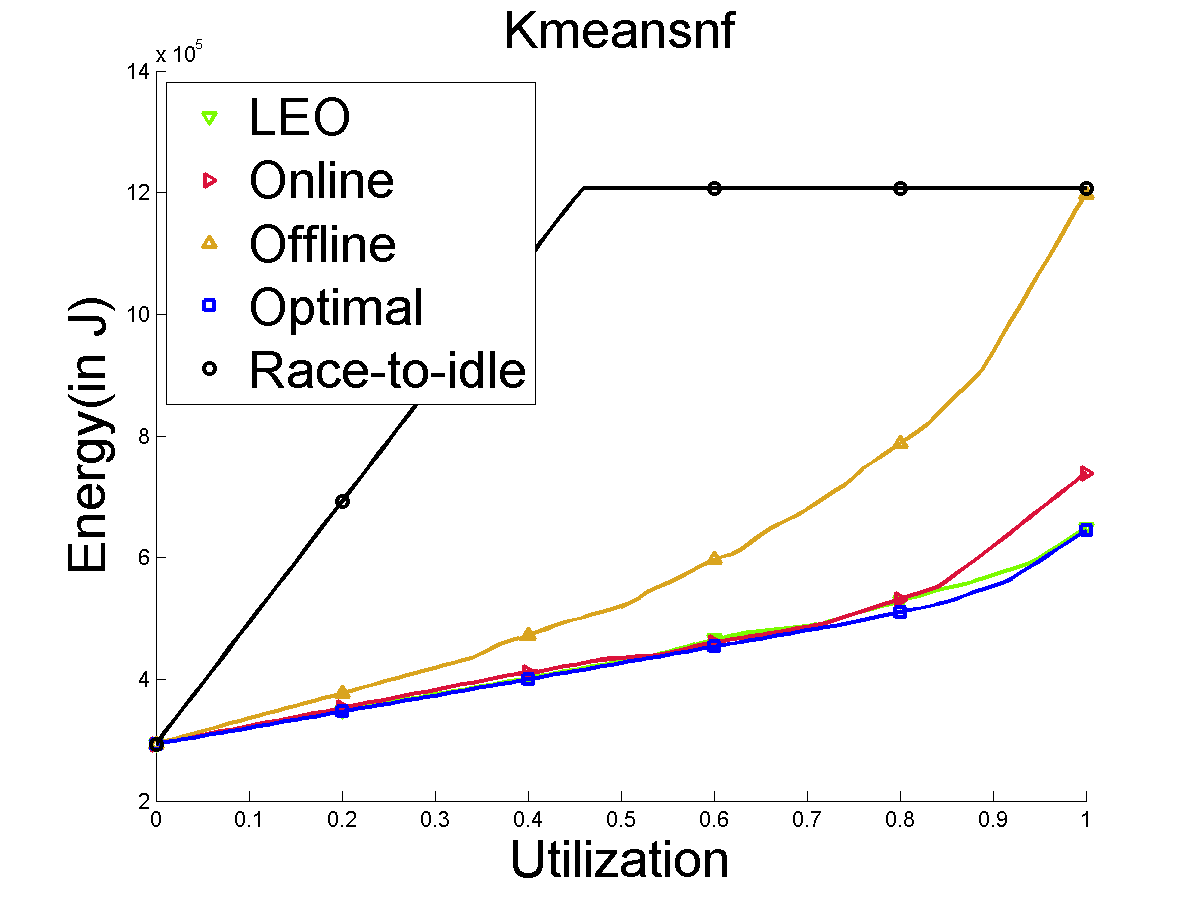 Kmeansnf
x 10^5
14
12
10
8
6
4
2
Energy(in J)
LEO
Online
Offline
Optimal
Race-to-idle
0 0.1 0.2 0.3 0.4 0.5 0.6 0.7 0.8 0.9 1
Utilization